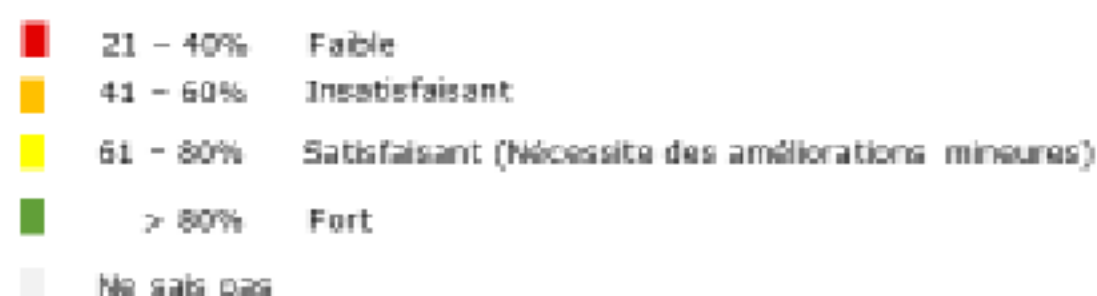 21 – 40% Faible
41 – 60% Insatisfaisant
61 – 80% Satisfaisant (Nécessite des améliorations mineures)
> 80% Fort
Ne sais pas